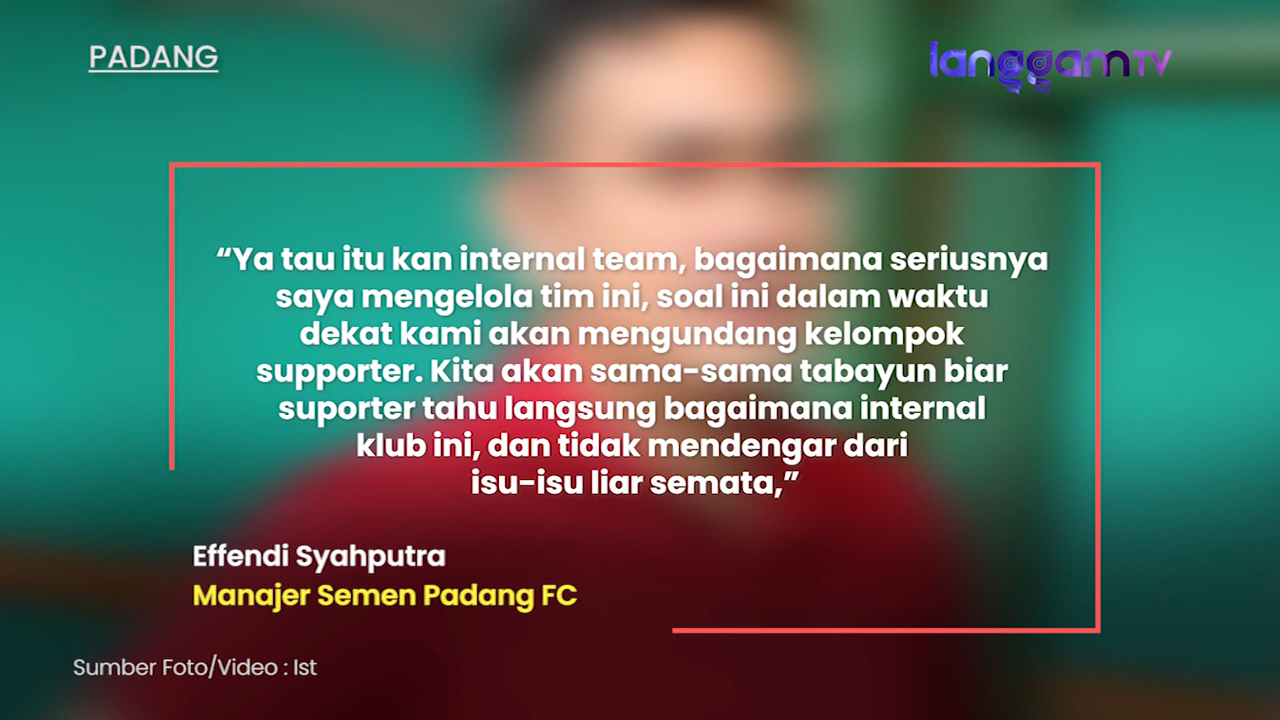 PADANG
langgamTV
“Ya tau itu kan internal team, bagaimana seriusnya
saya mengelola tim ini, soal ini dalam waktu
dekat kami akan mengundang kelompok
supporter. Kita akan sama-sama tabayun biar
suporter tahu langsung bagaimana internal
klub ini, dan tidak mendengar dari
isu-isu liar semata,”
Effendi Syahputra
Manajer Semen Padang FC
Sumber Foto/Video : Ist